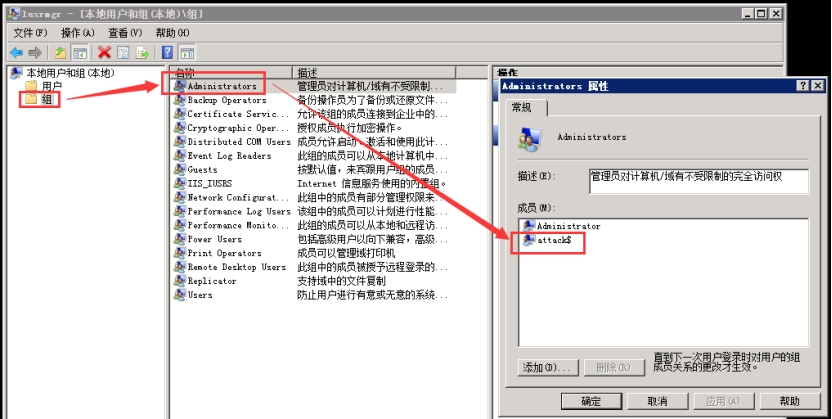 lusrmgr - [本地用户和组(本地)\组]
文件(F) 操作(A) 查看(V) 帮助(H)
本地用户和组(本地)
用户
组
名称 描述
Administrators 管理员对计算机/域有不受限制...
Backup Operators 备份操作员为了备份或还原文件...
Certificate Servic... 允许该组的成员连接到企业中的...
Cryptographic Oper... 授权成员执行加密操作。
Distributed COM Users 成员允许启动、激活和使用此计...
Event Log Readers 此组的成员可以从本地计算机中...
Guests 按默认值，来宾跟用户组的成员...
IIS_IUSRS Internet 信息服务使用的内置组。
Network Configurat... 此组中的成员有部分管理权限来...
Performance Log Users 该组中的成员可以计划进行性能...
Performance Monito... 此组的成员可以从本地和远程访...
Power Users 包括高级用户以向下兼容，高级...
Print Operators 成员可以管理域打印机
Remote Desktop Users 此组中的成员被授予远程登录的...
Replicator 支持域中的文件复制
Users 防止用户进行有意或无意的系统...
操作
Administrators 属性
常规
Administrators
描述(E): 管理员对计算机/域有不受限制的完全访问权
成员(M):
Administrator
attack$
添加(D)... 删除(R) 直到下一次用户登录时对用户的组
成员关系的更改才生效。
确定 取消 应用(A) 帮助